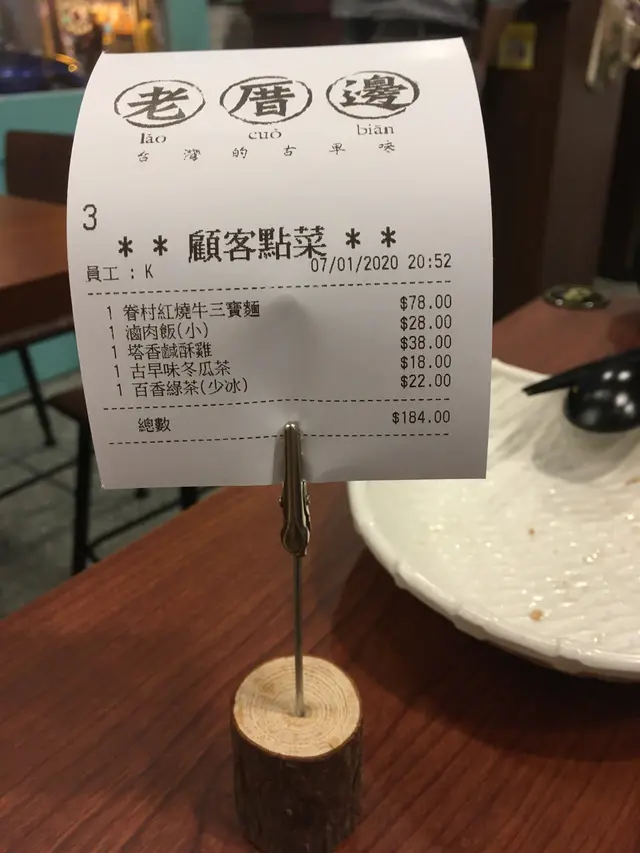 老厝邊
lǎo cuò biān
台灣的古早味
3
** 顧客點菜 **
員工 : K 07/01/2020 20:52
1 眷村紅燒牛三寶麵 $78.00
1 滷肉飯(小) $28.00
1 塔香鹹酥雞 $38.00
1 古早味冬瓜茶 $18.00
1 百香綠茶(少冰) $22.00
總數 $184.00